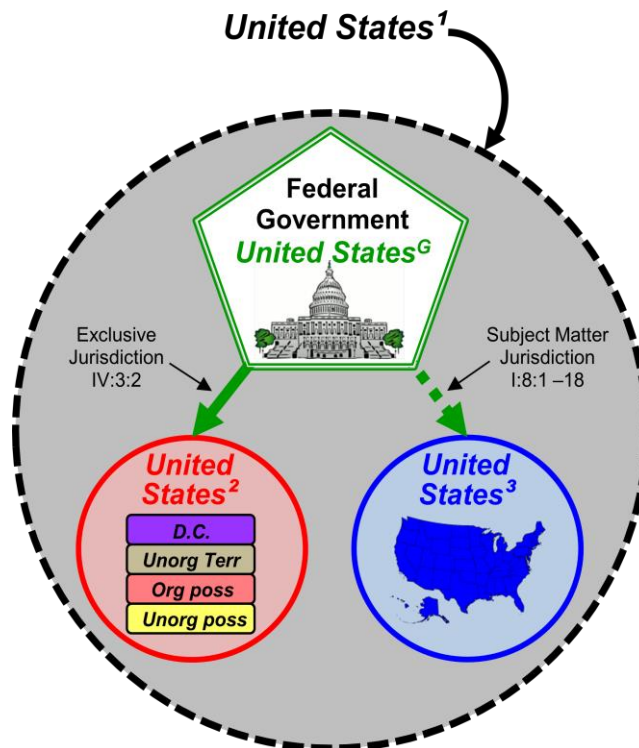 United States¹
Federal
Government
United Statesᴳ
Exclusive
Jurisdiction
IV:3:2
Subject Matter
Jurisdiction
I:8:1 –18
United
States²
D.C.
Unorg Terr
Org poss
Unorg poss
United
States³